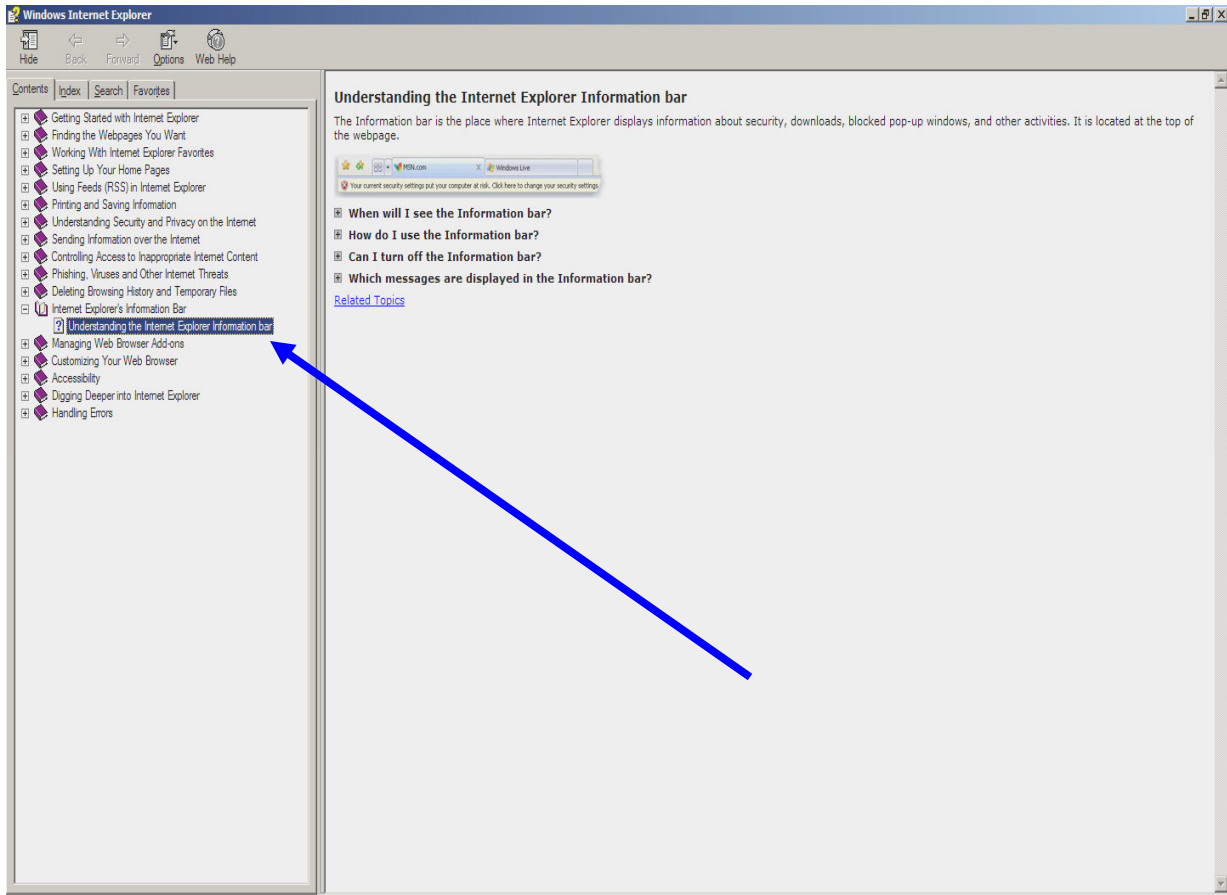 Windows Internet Explorer
Hide Back Forward Options Web Help
Contents Index Search Favorites
Getting Started with Internet Explorer
Finding the Webpages You Want
Working With Internet Explorer Favorites
Setting Up Your Home Pages
Using Feeds (RSS) in Internet Explorer
Printing and Saving Information
Understanding Security and Privacy on the Internet
Sending Information over the Internet
Controlling Access to Inappropriate Internet Content
Phishing, Viruses and Other Internet Threats
Deleting Browsing History and Temporary Files
Internet Explorer's Information Bar
Understanding the Internet Explorer Information bar
Managing Web Browser Add-ons
Customizing Your Web Browser
Accessibility
Digging Deeper into Internet Explorer
Handling Errors
Understanding the Internet Explorer Information bar
The Information bar is the place where Internet Explorer displays information about security, downloads, blocked pop-up windows, and other activities. It is located at the top of
the webpage.
MSN.com Windows Live
Your current security settings put your computer at risk. Click here to change your security settings
When will I see the Information bar?
How do I use the Information bar?
Can I turn off the Information bar?
Which messages are displayed in the Information bar?
Related Topics